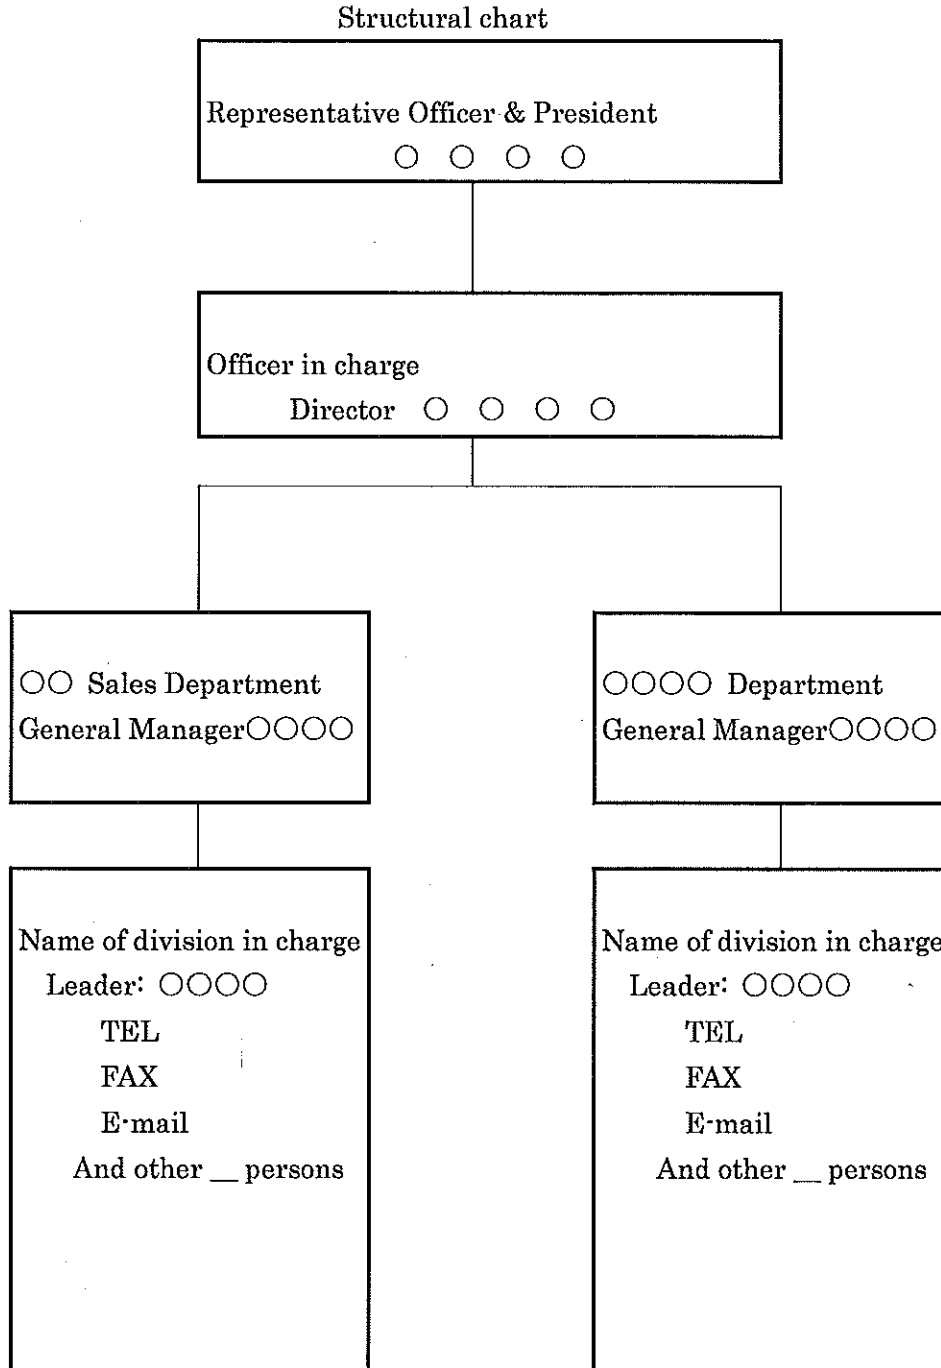 Structural chart
Representative Officer & President
○ ○ ○ ○
Officer in charge
Director ○ ○ ○ ○
○○ Sales Department
General Manager○○○○
○○○○ Department
General Manager○○○○
Name of division in charge
Leader: ○○○○
TEL
FAX
E-mail
And other __ persons
Name of division in charge
Leader: ○○○○
TEL
FAX
E-mail
And other __ persons